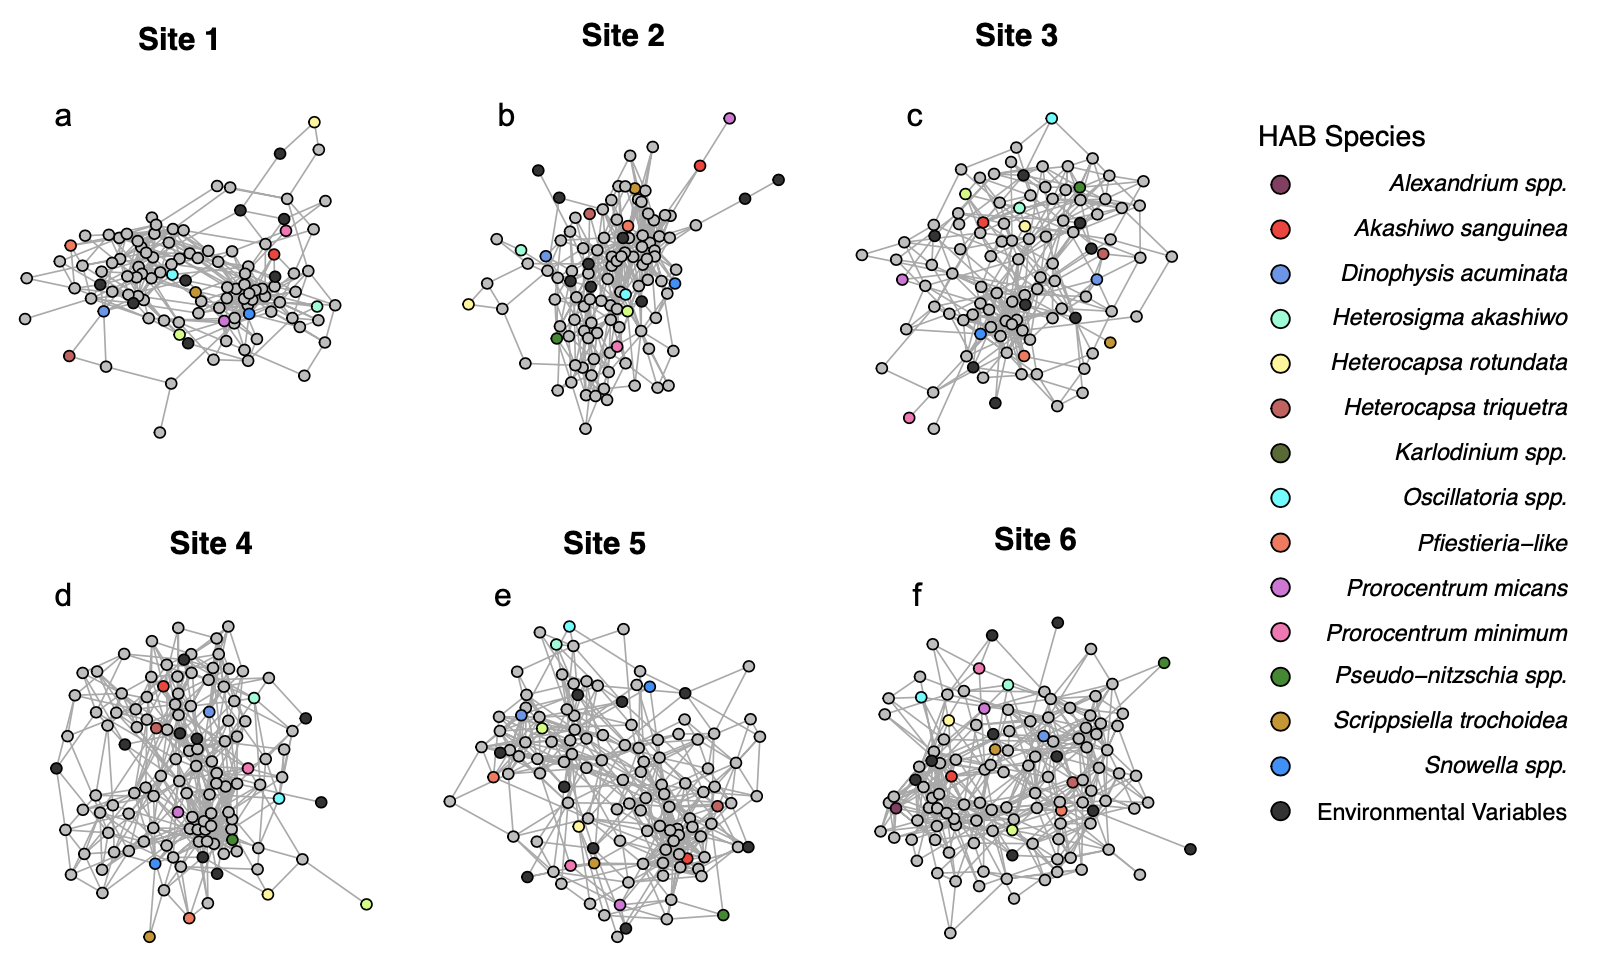 Site 1
Site 2
Site 3
a
b
c
HAB Species
Alexandrium spp.
Akashiwo sanguinea
Dinophysis acuminata
Heterosigma akashiwo
Heterocapsa rotundata
Heterocapsa triquetra
Karlodinium spp.
Oscillatoria spp.
Pfiestieria−like
Prorocentrum micans
Prorocentrum minimum
Pseudo−nitzschia spp.
Scrippsiella trochoidea
Snowella spp.
Environmental Variables
Site 4
Site 5
Site 6
d
e
f